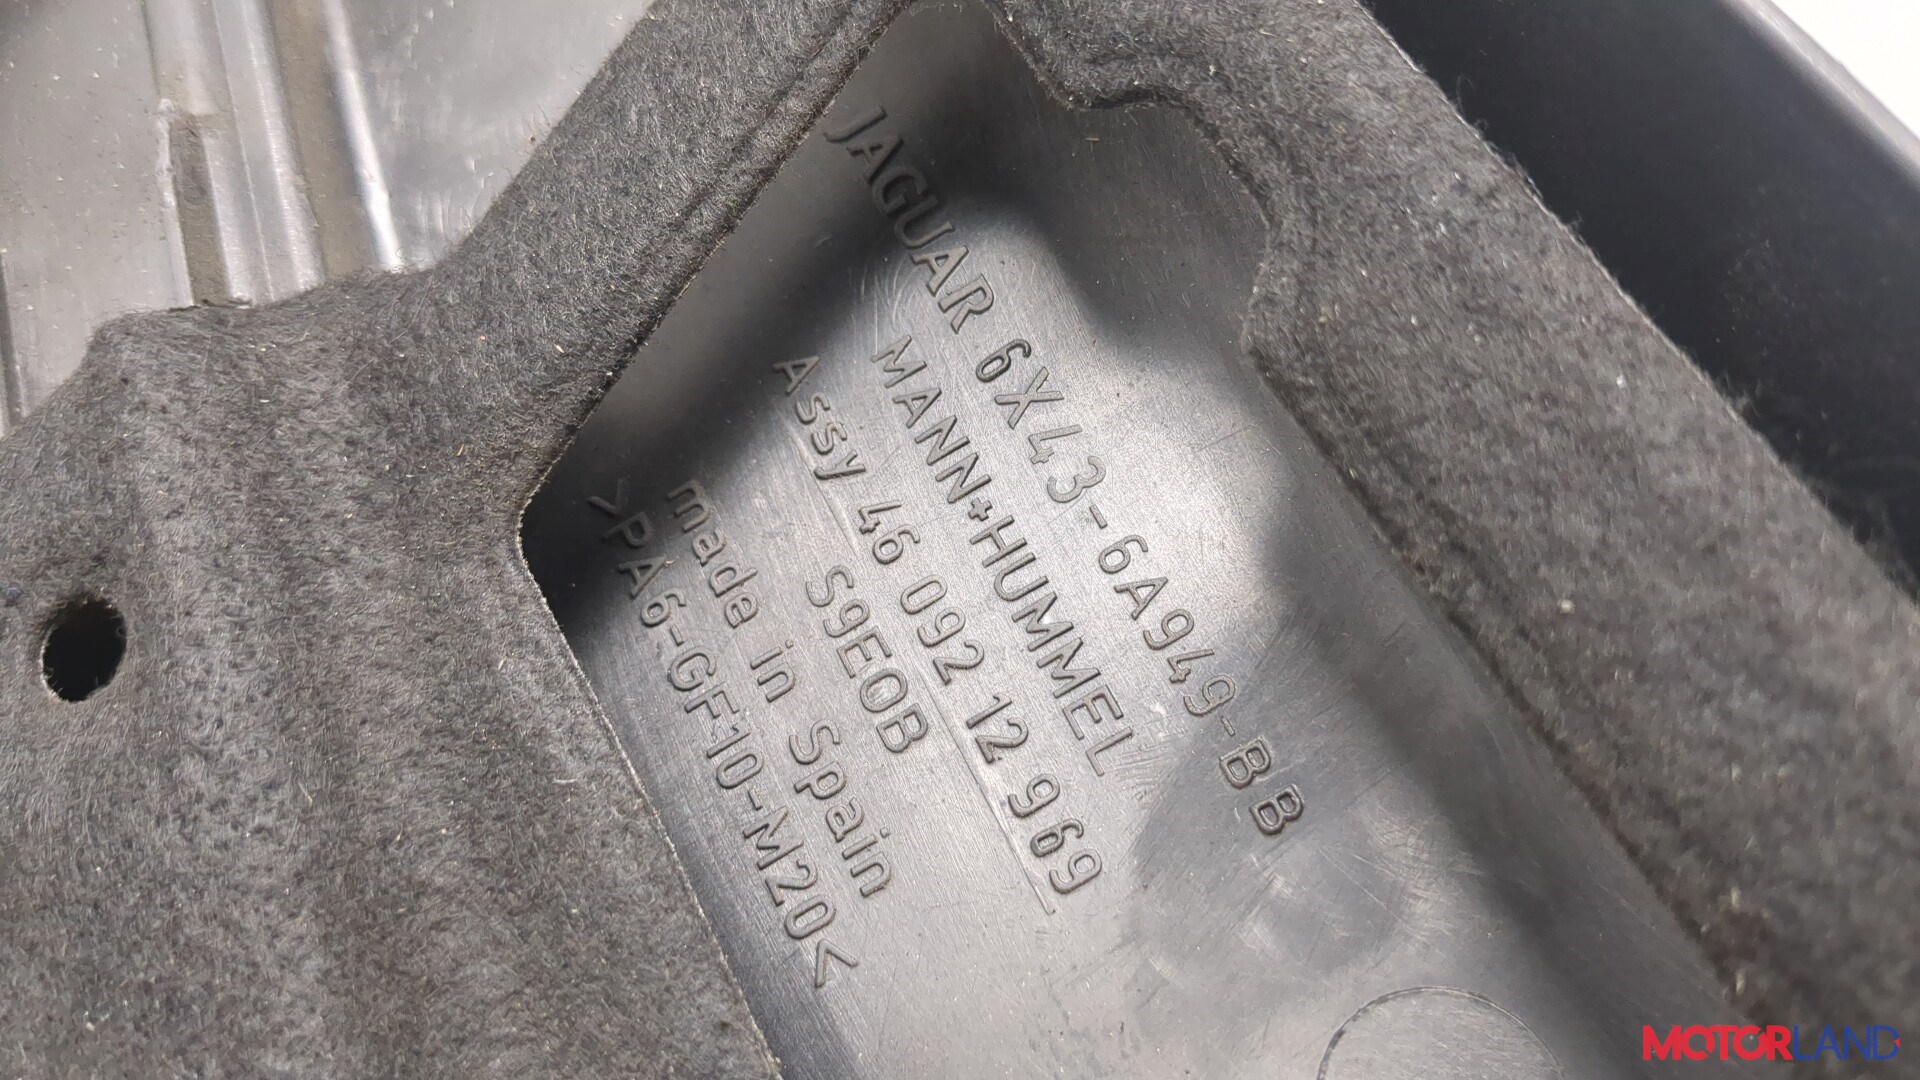 JAGUAR 6X43-6A949-BB
MANN+HUMMEL
Assy 46 092 12 969
S9E0B
made in Spain
>PA6-GF10-M20<
MOTORLAND